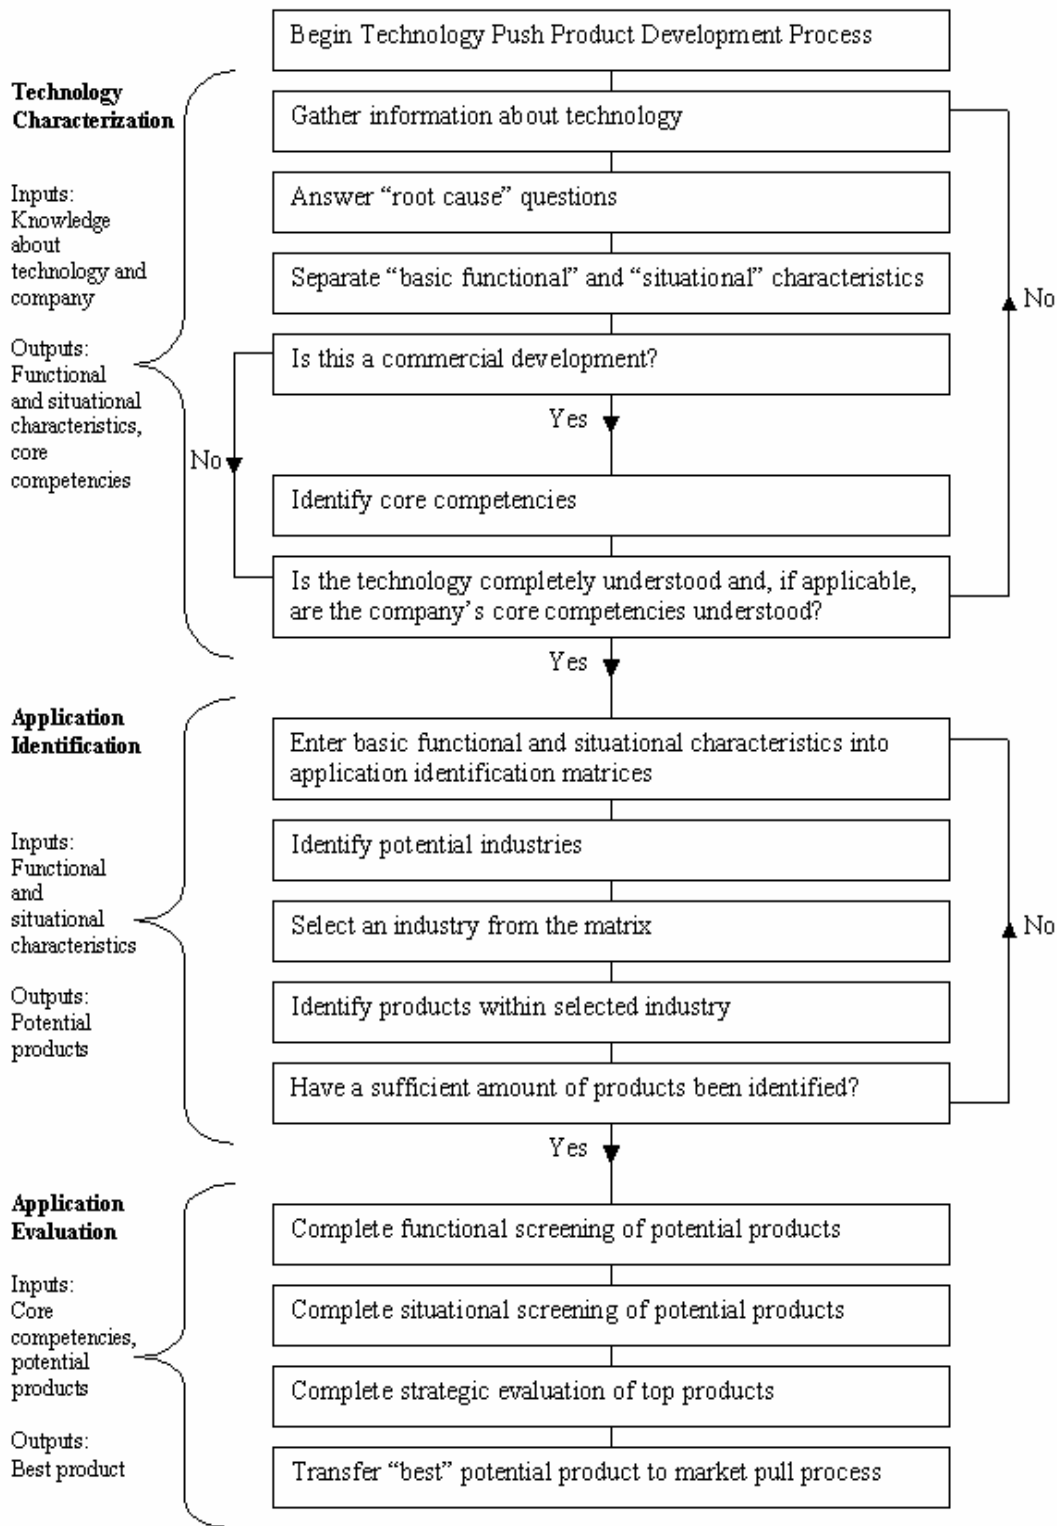 Begin Technology Push Product Development Process
Technology
Characterization
Gather information about technology
Answer “root cause” questions
Inputs:
Knowledge
about
technology and
company
Separate “basic functional” and “situational” characteristics
No
Outputs:
Functional
and situational
characteristics,
core
competencies
Is this a commercial development?
Yes
No
Identify core competencies
Is the technology completely understood and, if applicable,
are the company’s core competencies understood?
Yes
Application
Identification
Enter basic functional and situational characteristics into
application identification matrices
Inputs:
Functional
and
situational
characteristics
Identify potential industries
Select an industry from the matrix
No
Outputs:
Potential
products
Identify products within selected industry
Have a sufficient amount of products been identified?
Yes
Application
Evaluation
Complete functional screening of potential products
Inputs:
Core
competencies,
potential
products
Complete situational screening of potential products
Complete strategic evaluation of top products
Outputs:
Best product
Transfer “best” potential product to market pull process